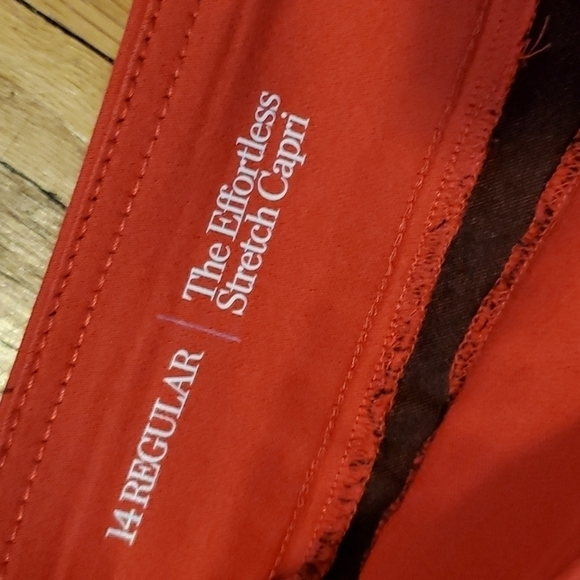 14 REGULAR
The Effortless
Stretch Capri